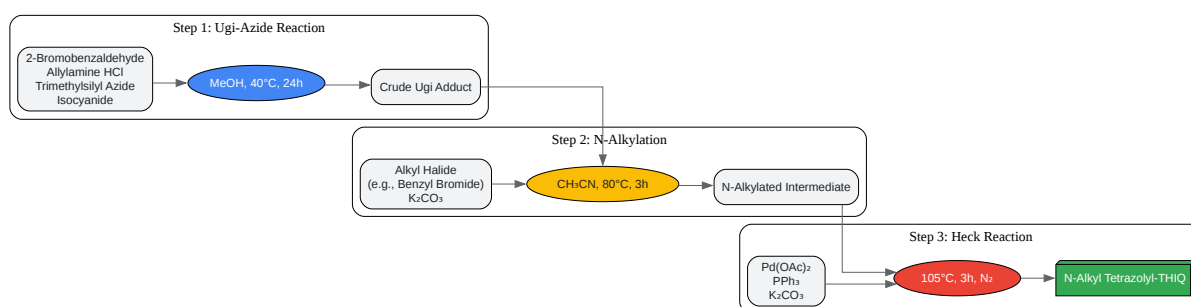 Step 1: Ugi-Azide Reaction
2-Bromobenzaldehyde
Allylamine HCl
Trimethylsilyl Azide
Isocyanide
MeOH, 40°C, 24h
Crude Ugi Adduct
Step 2: N-Alkylation
Alkyl Halide
(e.g., Benzyl Bromide)
K₂CO₃
CH₃CN, 80°C, 3h
N-Alkylated Intermediate
Step 3: Heck Reaction
Pd(OAc)₂
PPh₃
K₂CO₃
105°C, 3h, N₂
N-Alkyl Tetrazolyl-THIQ